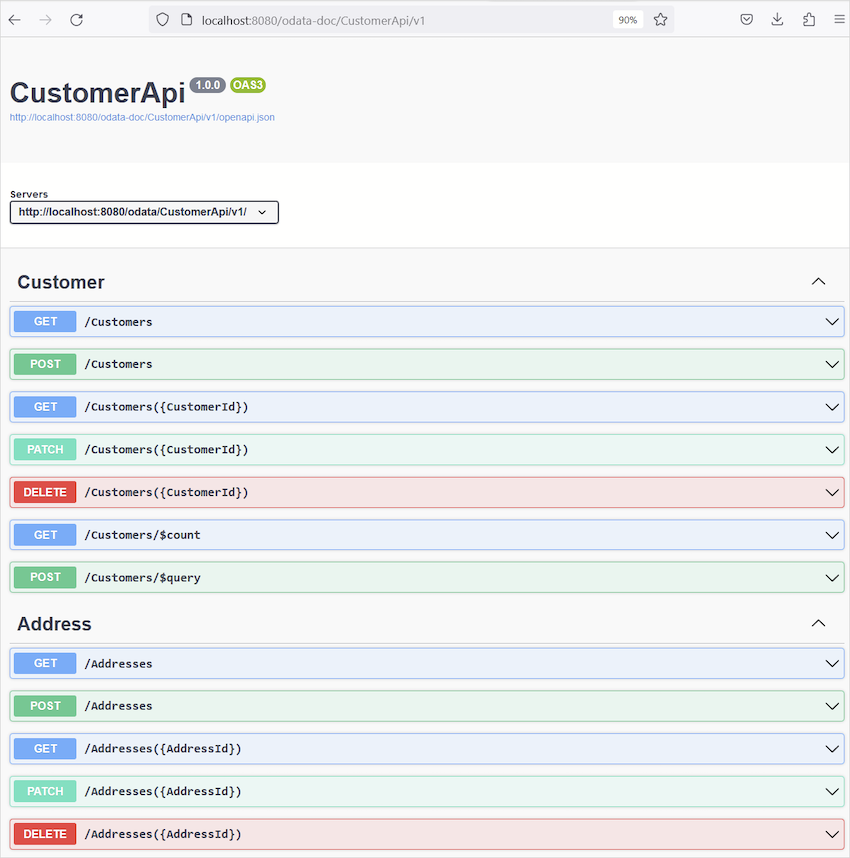 localhost:8080/odata-doc/CustomerApi/v1 90%
CustomerApi 1.0.0 OAS3
http://localhost:8080/odata-doc/CustomerApi/v1/openapi.json
Servers
http://localhost:8080/odata/CustomerApi/v1/
Customer
GET /Customers
POST /Customers
GET /Customers({CustomerId})
PATCH /Customers({CustomerId})
DELETE /Customers({CustomerId})
GET /Customers/$count
POST /Customers/$query
Address
GET /Addresses
POST /Addresses
GET /Addresses({AddressId})
PATCH /Addresses({AddressId})
DELETE /Addresses({AddressId})